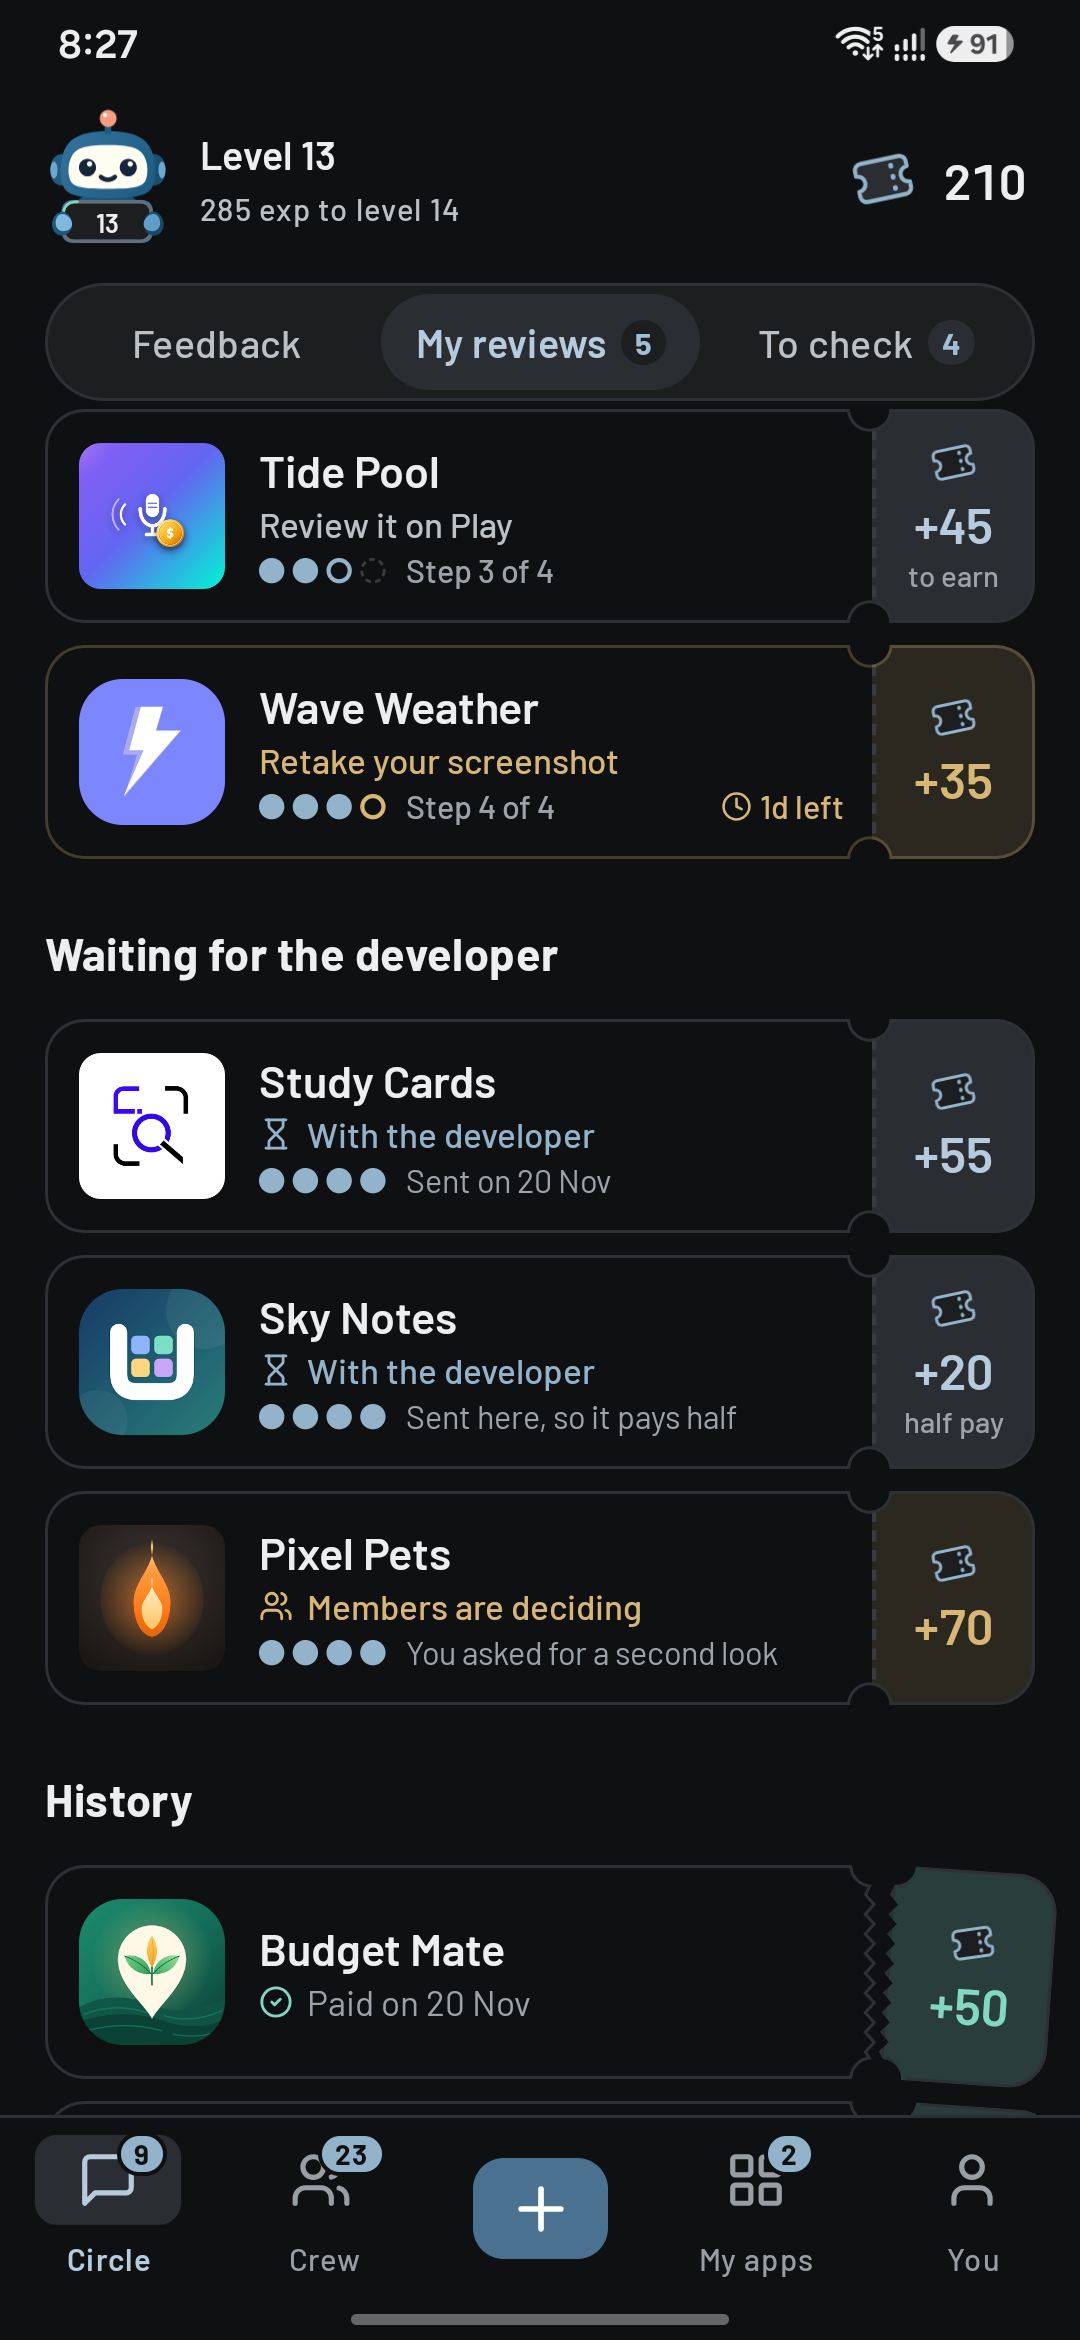 8:27
5
91
Level 13
285 exp to level 14
13
210
Feedback
My reviews 5
To check 4
Tide Pool
Review it on Play
Step 3 of 4
$
+45
to earn
Wave Weather
Retake your screenshot
Step 4 of 4
1d left
+35
Waiting for the developer
Study Cards
With the developer
Sent on 20 Nov
+55
Sky Notes
With the developer
Sent here, so it pays half
+20
half pay
Pixel Pets
Members are deciding
You asked for a second look
+70
History
Budget Mate
Paid on 20 Nov
+50
9
23
2
Circle
Crew
My apps
You